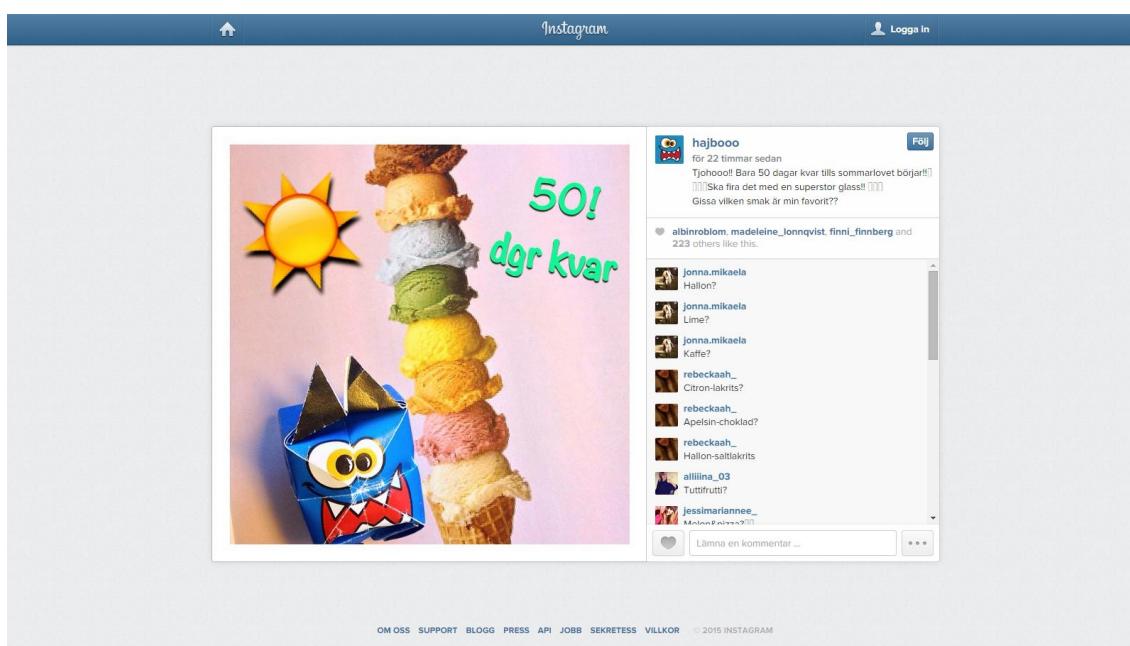 Instagram
Logga in
50!
dgr kvar
hajbooo
Följ
för 22 timmar sedan
Tjohooo!! Bara 50 dagar kvar tills sommarlovet börjar!!
Ska fira det med en superstor glass!!
Gissa vilken smak är min favorit??
albinroblom, madeleine_lonnqvist, finni_finnberg and
223 others like this.
jonna.mikaela
Hallon?
jonna.mikaela
Lime?
jonna.mikaela
Kaffe?
rebeckaah_
Citron-lakrits?
rebeckaah_
Apelsin-choklad?
rebeckaah_
Hallon-saltlakrits
alliiina_03
Tuttifrutti?
jessimariannee_
Melon&pizza?
Lämna en kommentar ...
OM OSS SUPPORT BLOGG PRESS API JOBB SEKRETESS VILLKOR © 2015 INSTAGRAM